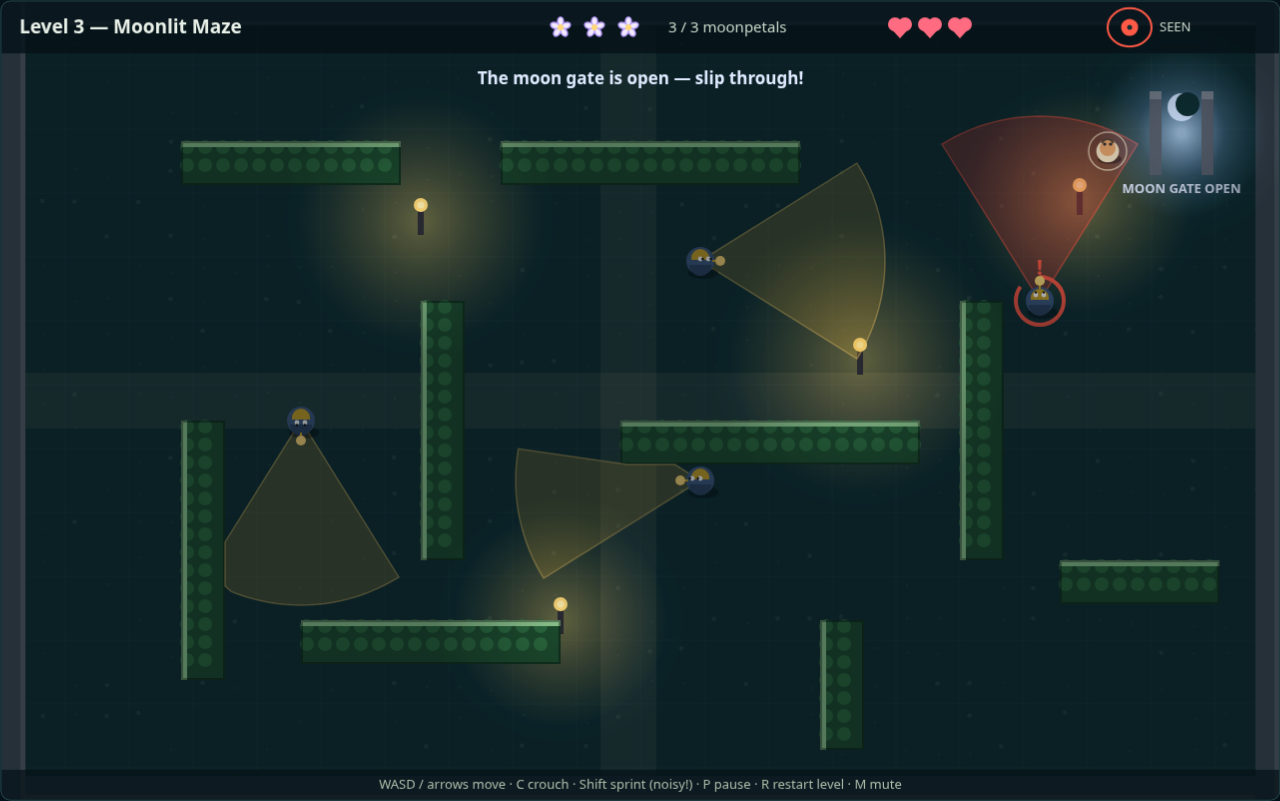 Level 3 — Moonlit Maze
3 / 3 moonpetals
SEEN
The moon gate is open — slip through!
MOON GATE OPEN
!
WASD / arrows move · C crouch · Shift sprint (noisy!) · P pause · R restart level · M mute